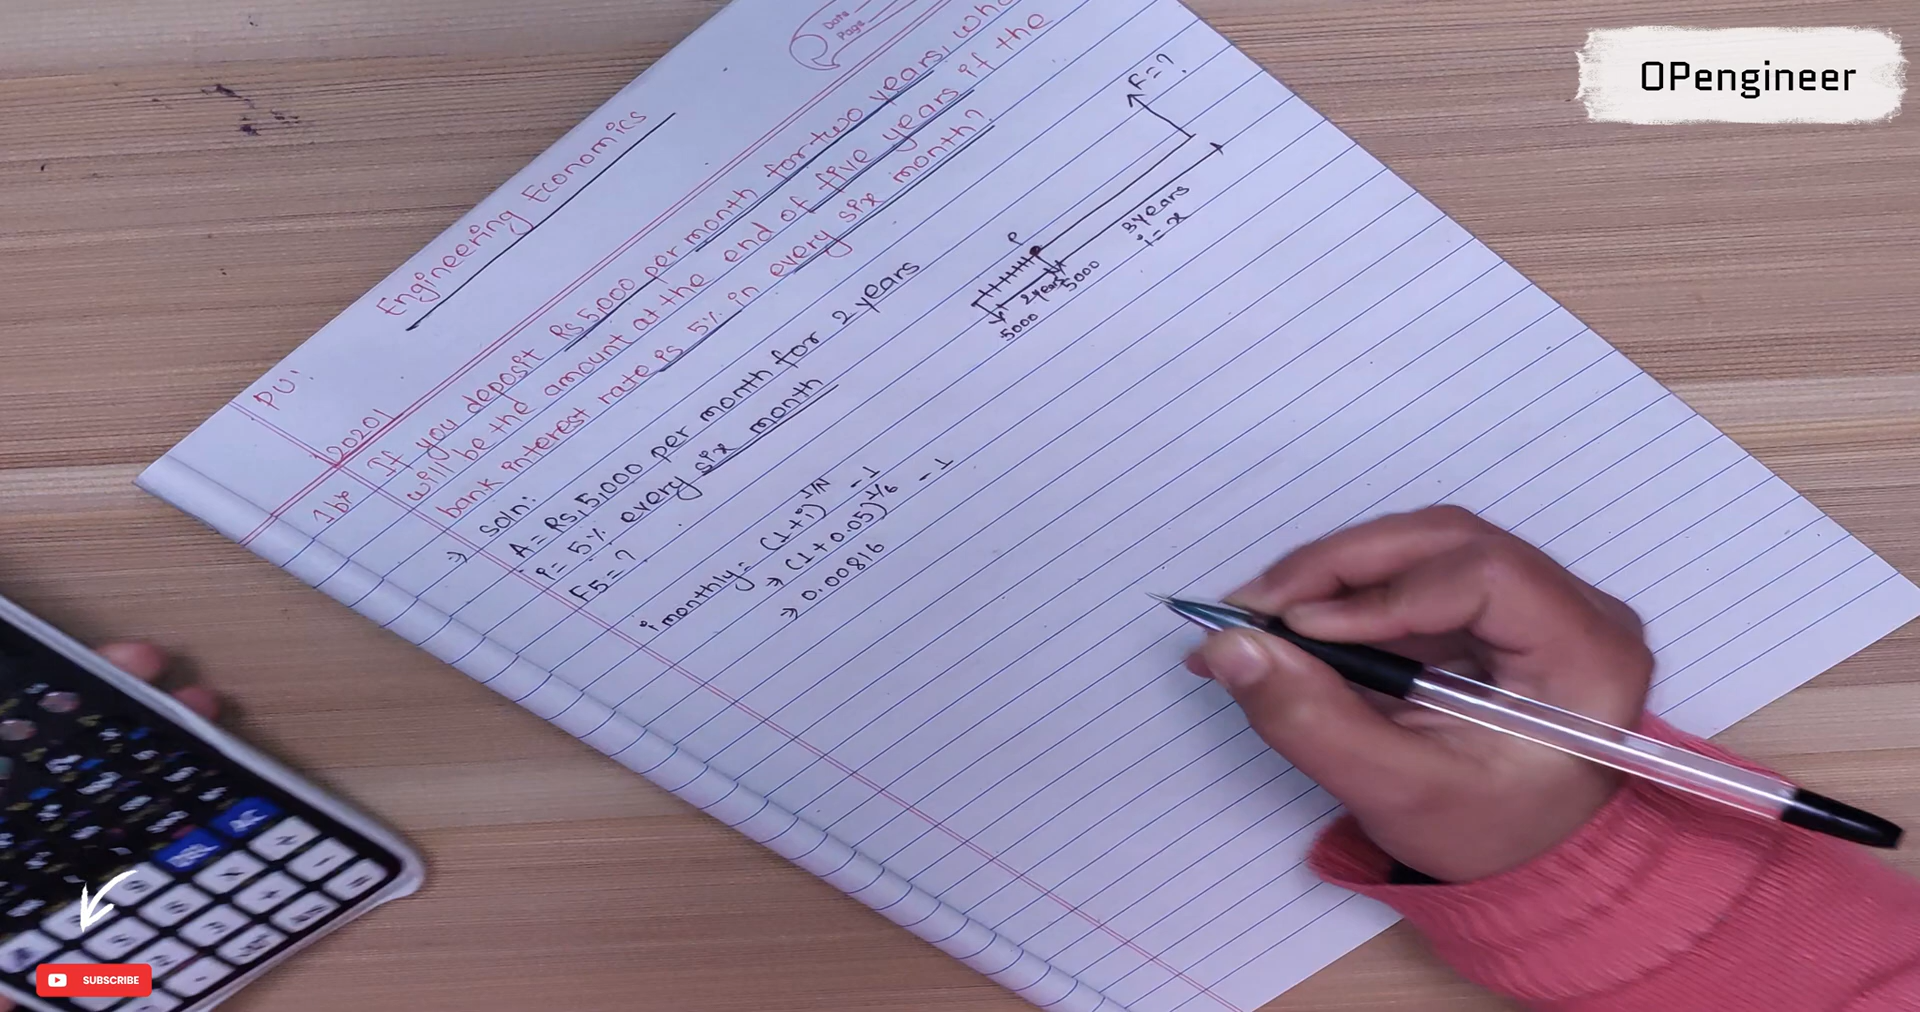 OPengineer
Date
Page
Engineering Economics
PU:
2020)
1b)
If you deposit Rs 5,000 per month for two years, wh
will be the amount at the end of five years if the
bank interest rate is 5% in every six month?
⇒ soln:
A = Rs, 5,000 per month for 2 years
i = 5% every six month
F5 = ?
i monthly = (1+i)^1/N - 1
⇒ (1+0.05)^1/6 - 1
⇒ 0.00816
F = ?
P
3 years
i = x
2 years
5000
5000
DEL
AC
SUBSCRIBE